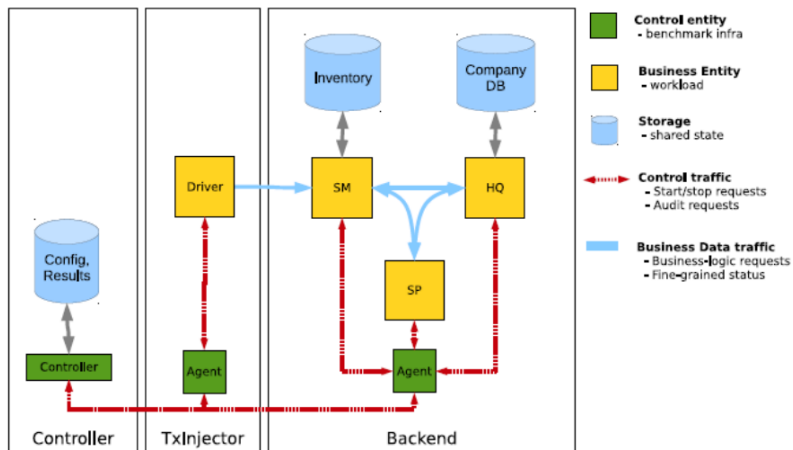 Inventory
Company
DB
Driver
SM
HQ
Config,
Results
SP
Controller
Agent
Agent
Controller
TxInjector
Backend
Control entity
- benchmark infra
Business Entity
- workload
Storage
- shared state
Control traffic
- Start/stop requests
- Audit requests
Business Data traffic
- Business-logic requests
- Fine-grained status